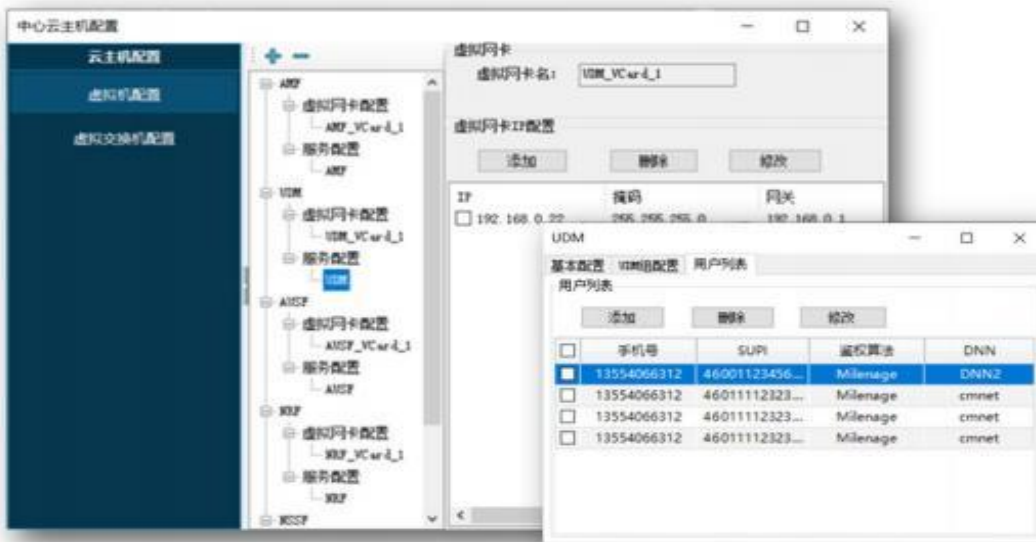 中心云主机配置
云主机配置
虚拟机配置
虚拟交换机配置
AMF
虚拟网卡配置
AMF_VCard_1
服务配置
AMF
UDM
虚拟网卡配置
UDM_VCard_1
服务配置
UDM
AUSF
虚拟网卡配置
AUSF_VCard_1
服务配置
AUSF
NRF
虚拟网卡配置
NRF_VCard_1
服务配置
NRF
NSSF
虚拟网卡
虚拟网卡名: UDM_VCard_1
虚拟网卡IP配置
添加 删除 修改
IP 掩码 网关
192.168.0.22 255.255.255.0 192.168.0.1
UDM
基本配置 UDM组配置 用户列表
用户列表
添加 删除 修改
手机号 SUPI 鉴权算法 DNN
13554066312 46001123456... Milenage DNN2
13554066312 46011112323... Milenage cmnet
13554066312 46011112323... Milenage cmnet
13554066312 46011112323... Milenage cmnet